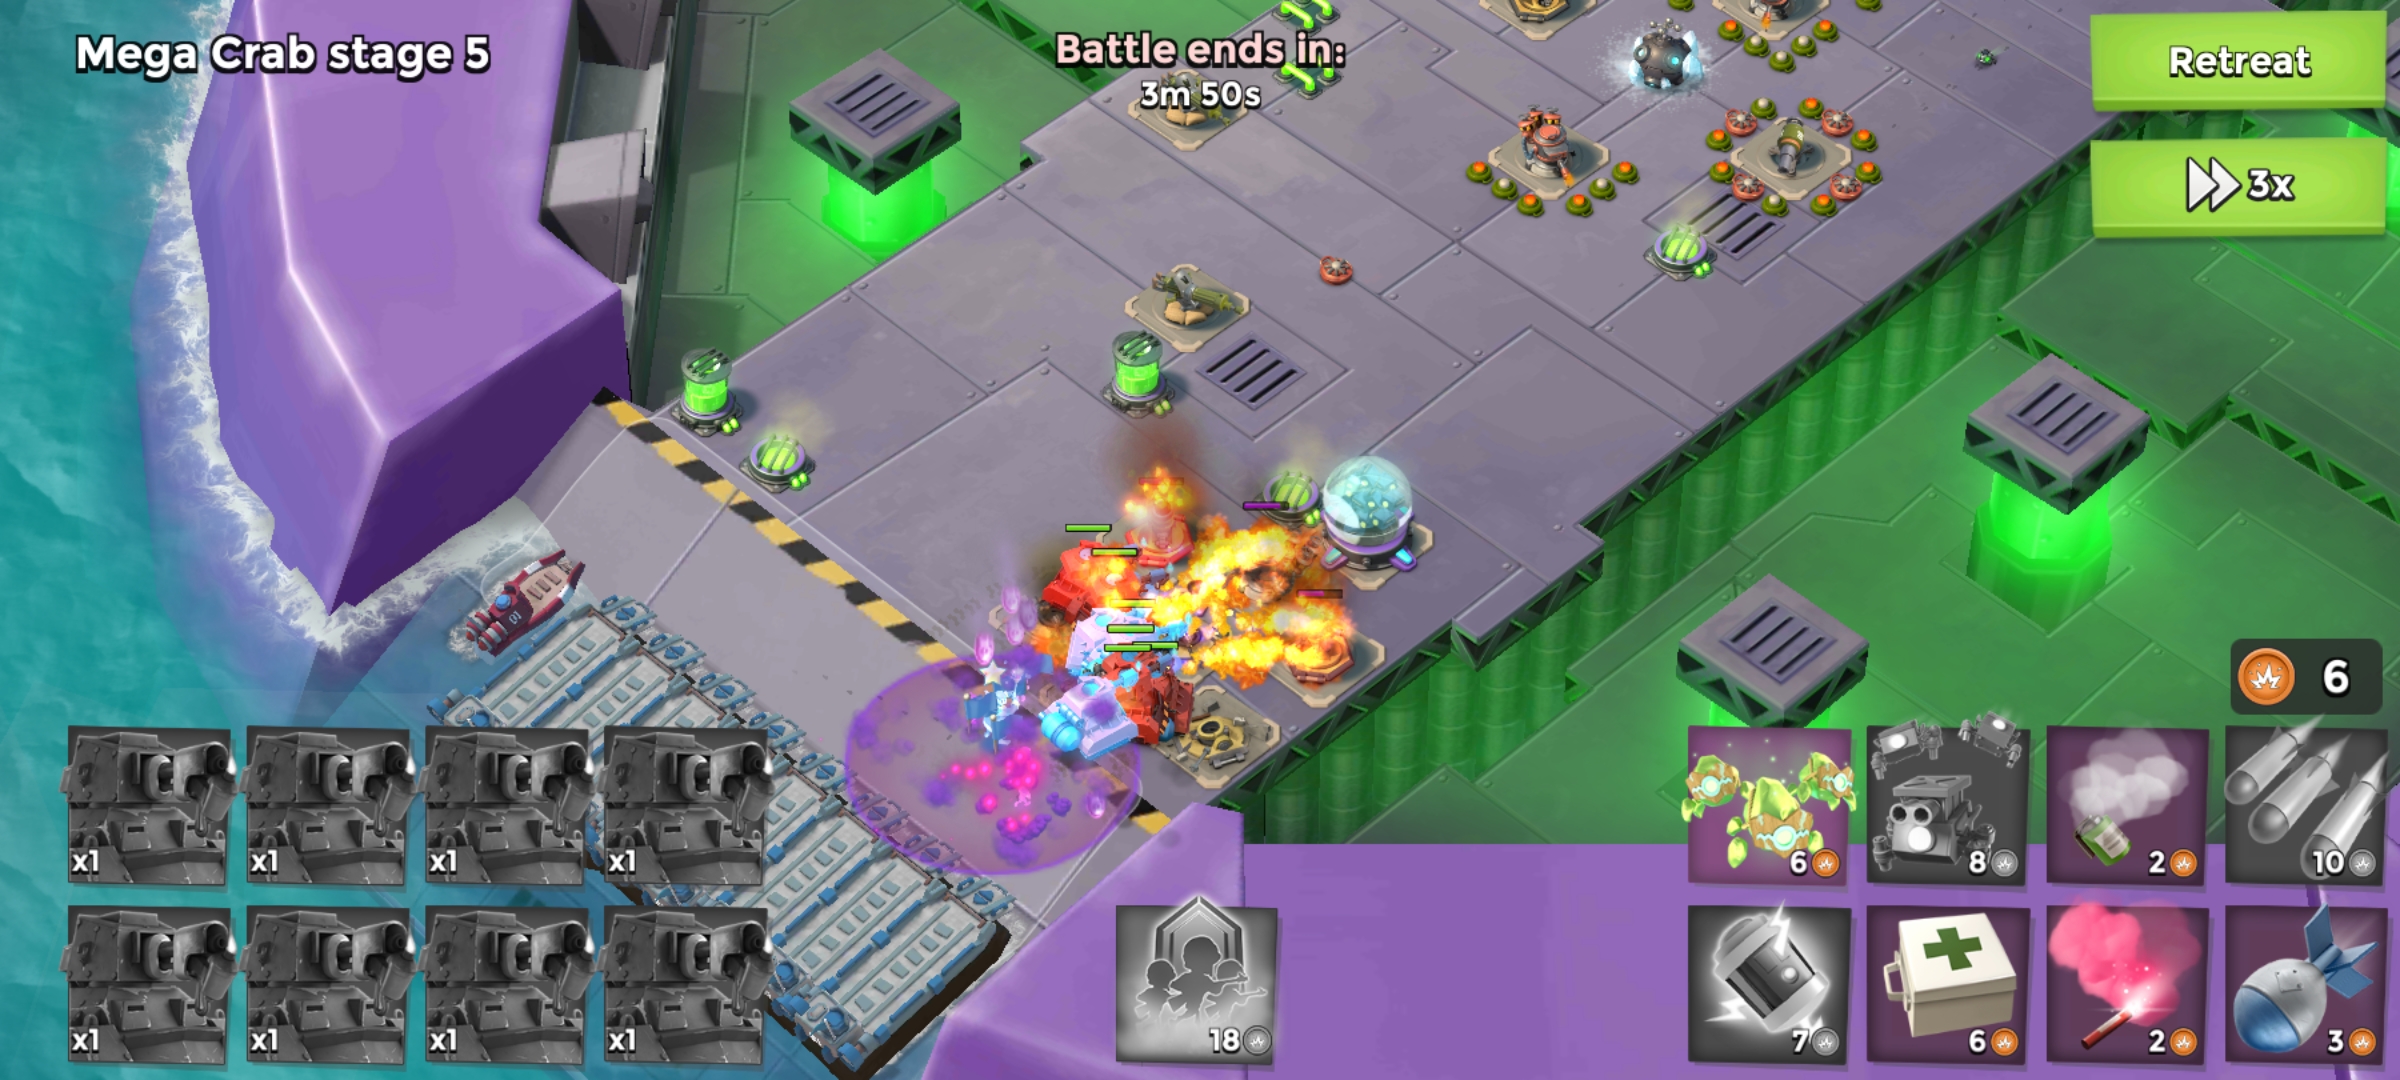 Mega Crab stage 5
Battle ends in:
3m 50s
Retreat
3x
6
x1
x1
x1
x1
6
8
2
10
x1
x1
x1
x1
18
7
6
2
3